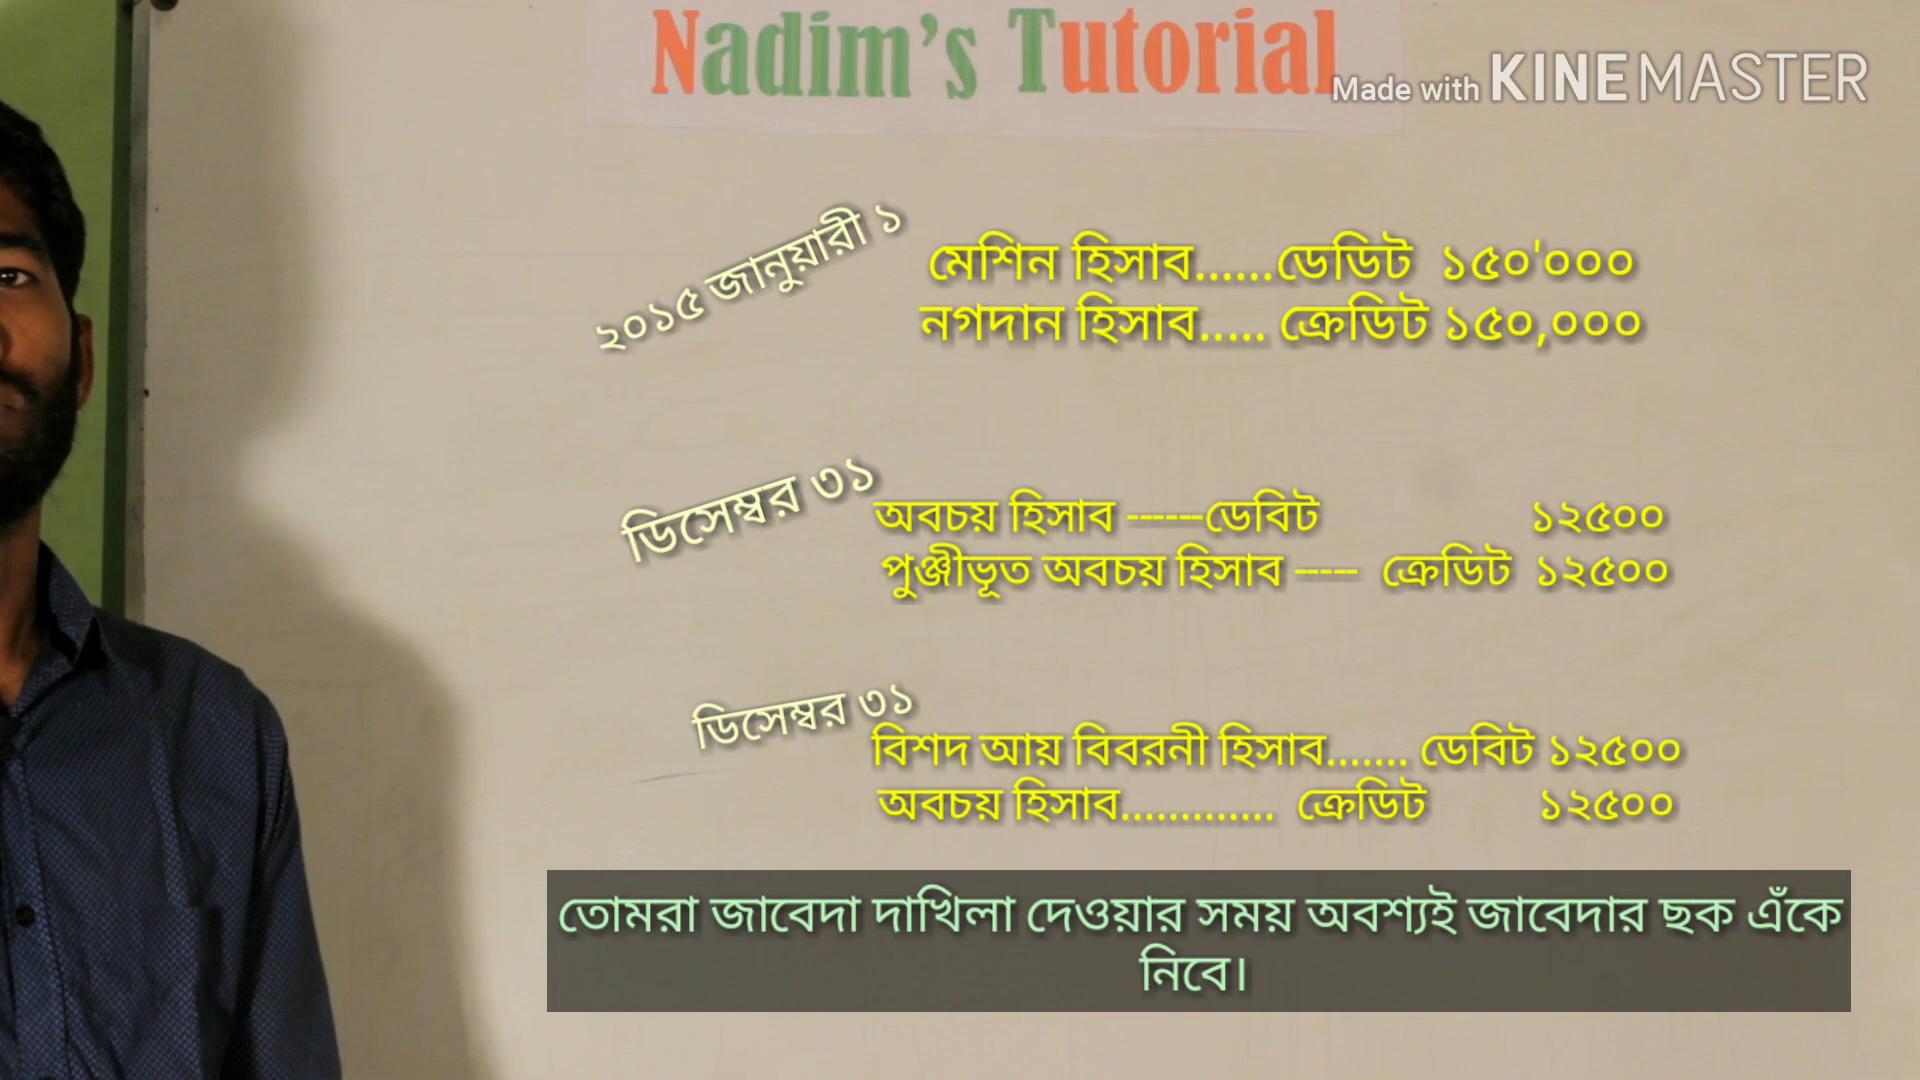 Nadim's Tutorial
Made with KINEMASTER
২০১৫ জানুয়ারী ১
মেশিন হিসাব......ডেডিট ১৫০'০০০
নগদান হিসাব..... ক্রেডিট ১৫০,০০০
ডিসেম্বর ৩১
অবচয় হিসাব ------ডেবিট ১২৫০০
পুঞ্জীভূত অবচয় হিসাব ----- ক্রেডিট ১২৫০০
ডিসেম্বর ৩১
বিশদ আয় বিবরনী হিসাব....... ডেবিট ১২৫০০
অবচয় হিসাব............. ক্রেডিট ১২৫০০
তোমরা জাবেদা দাখিলা দেওয়ার সময় অবশ্যই জাবেদার ছক এঁকে
নিবে।